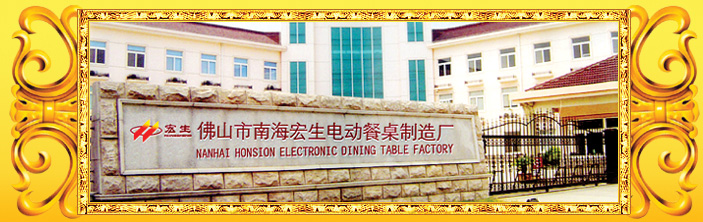 宏生
佛山市南海宏生电动餐桌制造厂
NANHAI HONSION ELECTRONIC DINING TABLE FACTORY